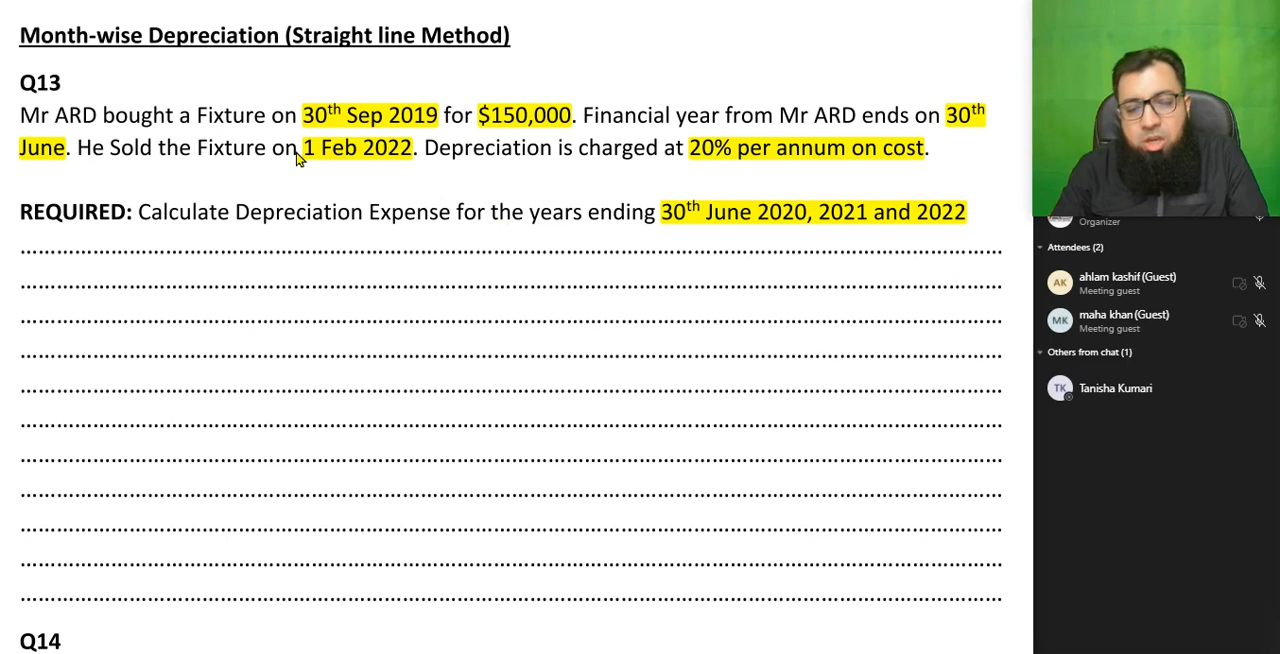 Month-wise Depreciation (Straight line Method)
Q13
Mr ARD bought a Fixture on 30th Sep 2019 for $150,000. Financial year from Mr ARD ends on 30th
June. He Sold the Fixture on 1 Feb 2022. Depreciation is charged at 20% per annum on cost.
REQUIRED: Calculate Depreciation Expense for the years ending 30th June 2020, 2021 and 2022
Q14
Organizer
Attendees (2)
AK
ahlam kashif (Guest)
Meeting guest
MK
maha khan (Guest)
Meeting guest
Others from chat (1)
TK
Tanisha Kumari